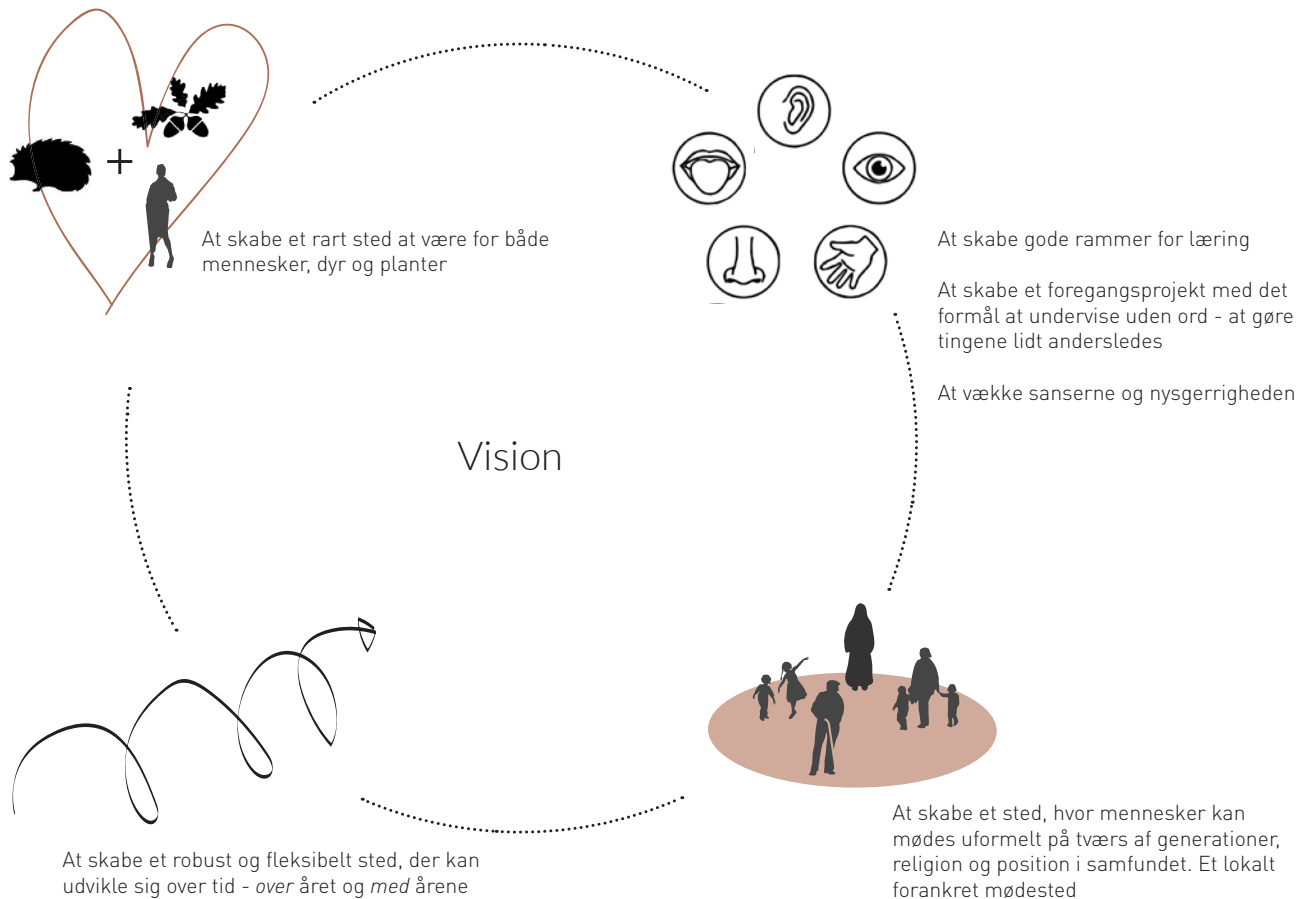 At skabe et rart sted at være for både
mennesker, dyr og planter
At skabe gode rammer for læring
At skabe et foregangsprojekt med det
formål at undervise uden ord - at gøre
tingene lidt andersledes
At vække sanserne og nysgerrigheden
Vision
At skabe et robust og fleksibelt sted, der kan
udvikle sig over tid - over året og med årene
At skabe et sted, hvor mennesker kan
mødes uformelt på tværs af generationer,
religion og position i samfundet. Et lokalt
forankret mødested